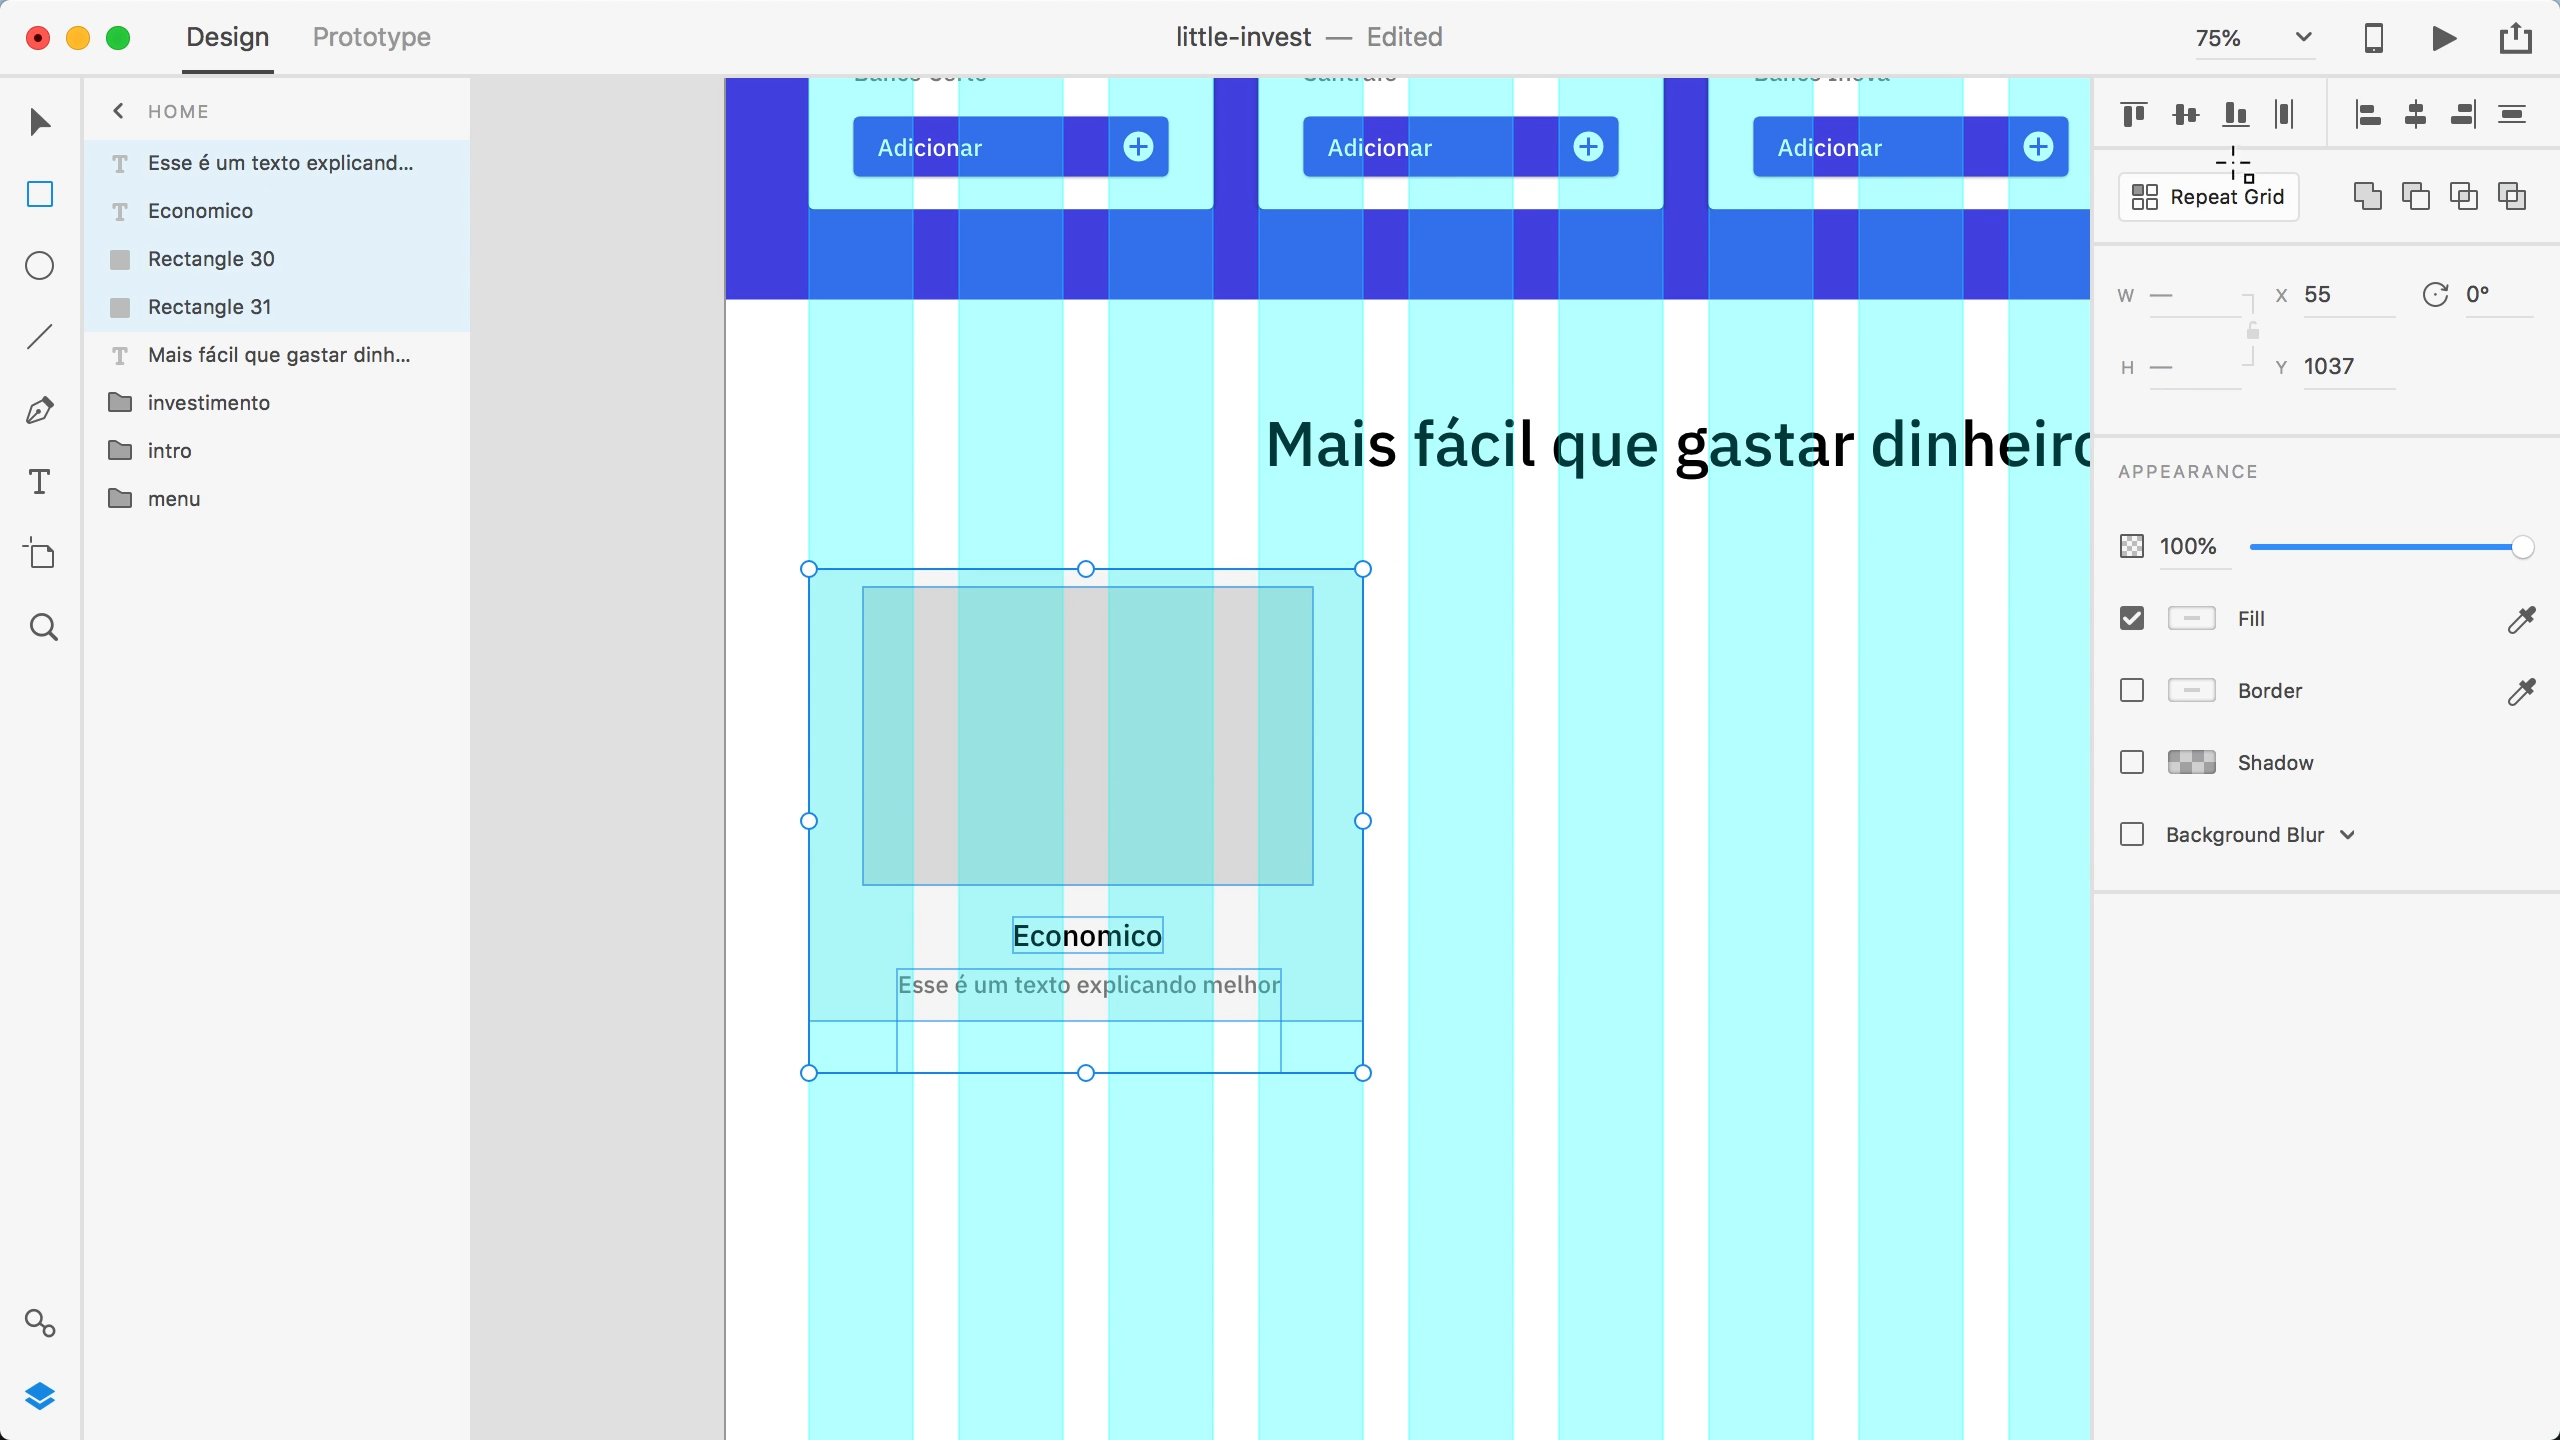 Design Prototype little-invest — Edited 75%
HOME
Esse é um texto explicand...
Economico
Rectangle 30
Rectangle 31
Mais fácil que gastar dinh...
investimento
intro
menu
Adicionar Adicionar Adicionar
Mais fácil que gastar dinheiro
Economico
Esse é um texto explicando melhor
Repeat Grid
W — X 55 0°
H — Y 1037
APPEARANCE
100%
Fill
Border
Shadow
Background Blur